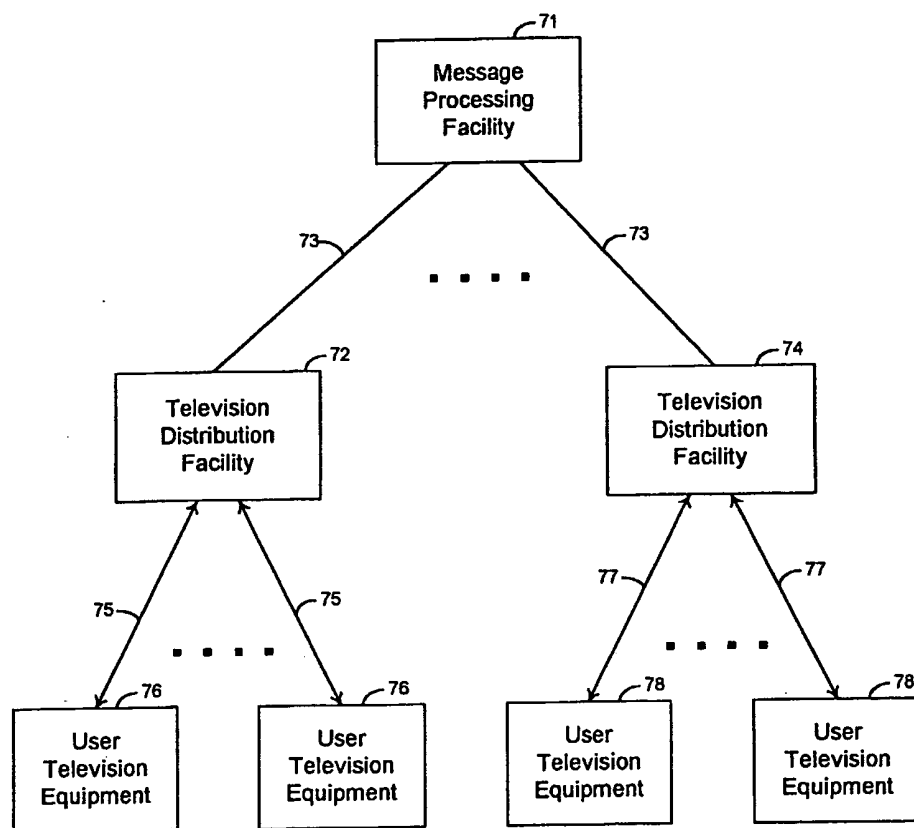 71
Message
Processing
Facility
73
73
72
74
Television
Distribution
Facility
Television
Distribution
Facility
75
75
77
77
76
76
78
78
User
Television
Equipment
User
Television
Equipment
User
Television
Equipment
User
Television
Equipment